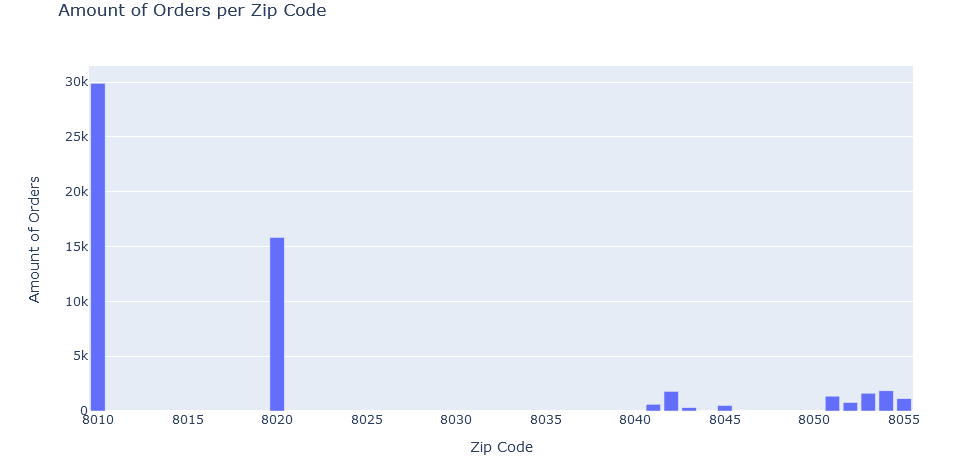 Amount of Orders per Zip Code
30k
25k
20k
15k
10k
5k
0
Amount of Orders
8010 8015 8020 8025 8030 8035 8040 8045 8050 8055
Zip Code